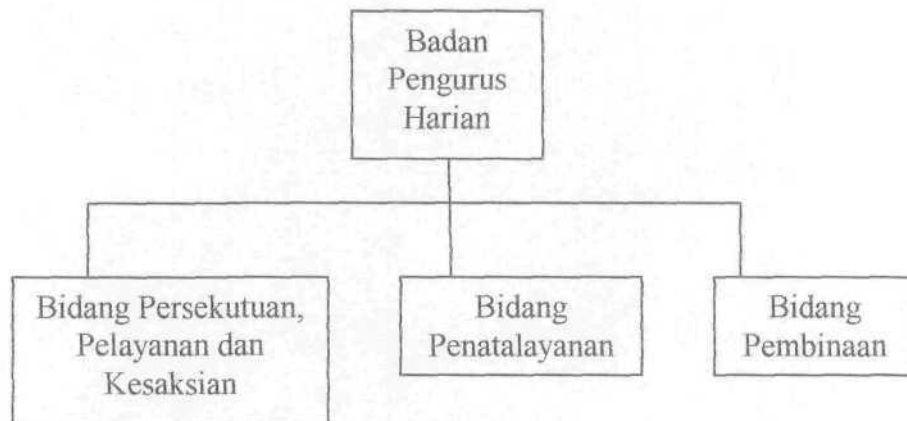 Badan
Pengurus
Harian
Bidang Persekutuan,
Pelayanan dan
Kesaksian
Bidang
Penatalayanan
Bidang
Pembinaan